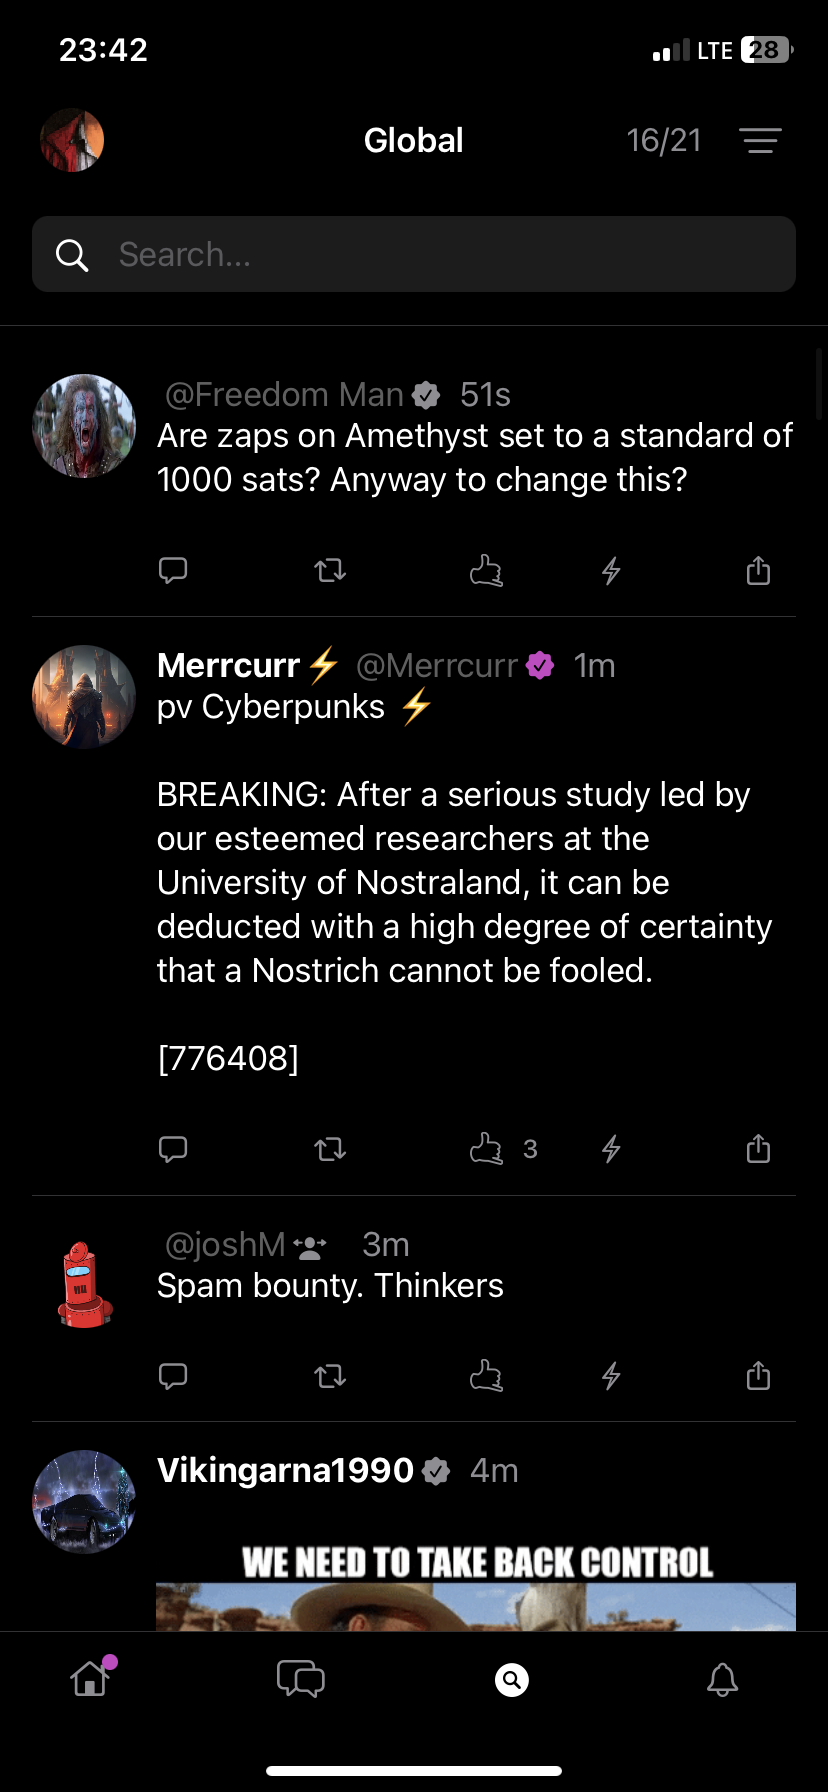 23:42 LTE 28
Global 16/21
Search...
@Freedom Man 51s
Are zaps on Amethyst set to a standard of
1000 sats? Anyway to change this?
Merrcurr⚡ @Merrcurr 1m
pv Cyberpunks ⚡
BREAKING: After a serious study led by
our esteemed researchers at the
University of Nostraland, it can be
deducted with a high degree of certainty
that a Nostrich cannot be fooled.
[776408]
3
@joshM 3m
Spam bounty. Thinkers
Vikingarna1990 4m
WE NEED TO TAKE BACK CONTROL